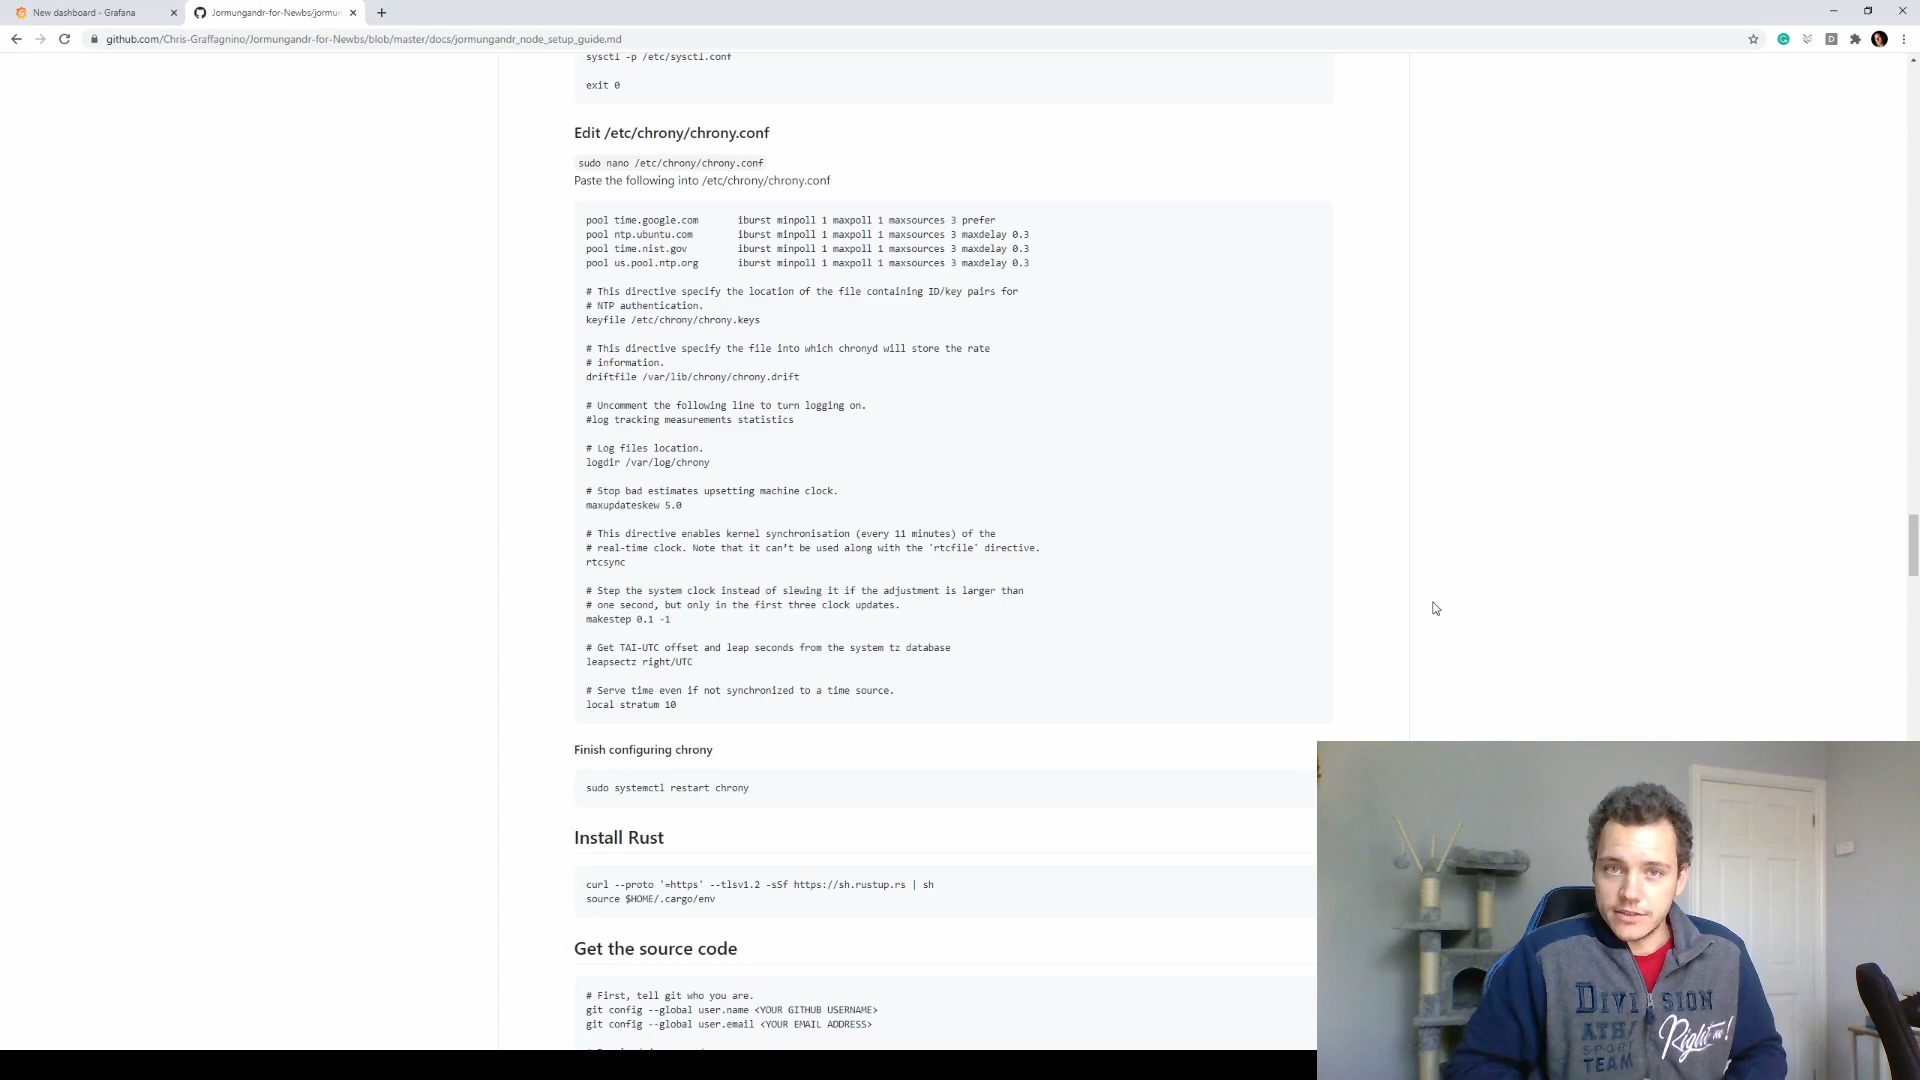 New dashboard - Grafana
Jormungandr-for-Newbs/jormun
github.com/Chris-Graffagnino/Jormungandr-for-Newbs/blob/master/docs/jormungandr_node_setup_guide.md
sysctl -p /etc/sysctl.conf
exit 0
Edit /etc/chrony/chrony.conf
sudo nano /etc/chrony/chrony.conf
Paste the following into /etc/chrony/chrony.conf
pool time.google.com iburst minpoll 1 maxpoll 1 maxsources 3 prefer
pool ntp.ubuntu.com iburst minpoll 1 maxpoll 1 maxsources 3 maxdelay 0.3
pool time.nist.gov iburst minpoll 1 maxpoll 1 maxsources 3 maxdelay 0.3
pool us.pool.ntp.org iburst minpoll 1 maxpoll 1 maxsources 3 maxdelay 0.3
# This directive specify the location of the file containing ID/key pairs for
# NTP authentication.
keyfile /etc/chrony/chrony.keys
# This directive specify the file into which chronyd will store the rate
# information.
driftfile /var/lib/chrony/chrony.drift
# Uncomment the following line to turn logging on.
#log tracking measurements statistics
# Log files location.
logdir /var/log/chrony
# Stop bad estimates upsetting machine clock.
maxupdateskew 5.0
# This directive enables kernel synchronisation (every 11 minutes) of the
# real-time clock. Note that it can’t be used along with the 'rtcfile' directive.
rtcsync
# Step the system clock instead of slewing it if the adjustment is larger than
# one second, but only in the first three clock updates.
makestep 0.1 -1
# Get TAI-UTC offset and leap seconds from the system tz database
leapsectz right/UTC
# Serve time even if not synchronized to a time source.
local stratum 10
Finish configuring chrony
sudo systemctl restart chrony
Install Rust
curl --proto '=https' --tlsv1.2 -sSf https://sh.rustup.rs | sh
source $HOME/.cargo/env
Get the source code
# First, tell git who you are.
git config --global user.name <YOUR GITHUB USERNAME>
git config --global user.email <YOUR EMAIL ADDRESS>
DIVISION
ATH
SPORT
TEAM
Right on!